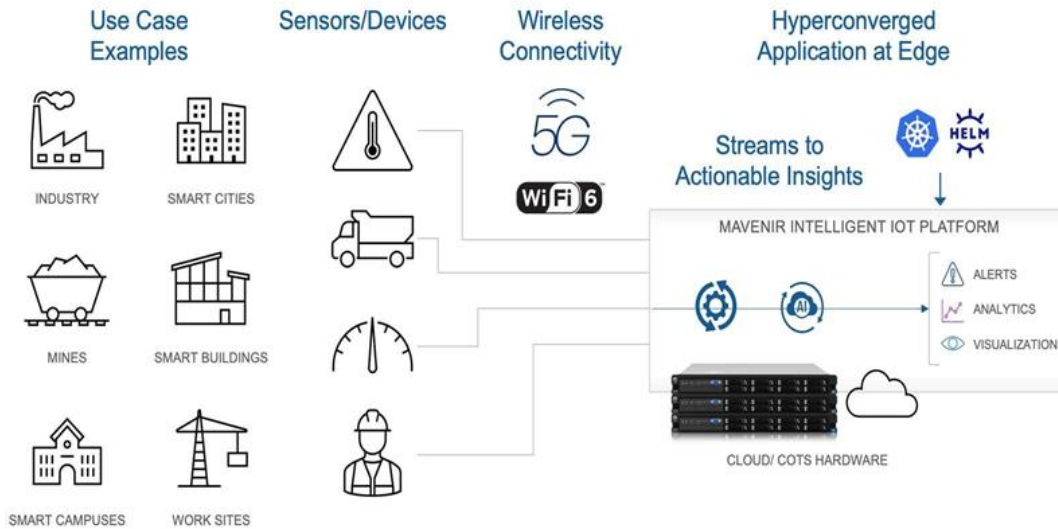 Use Case
Examples
Sensors/Devices
Wireless
Connectivity
Hyperconverged
Application at Edge
5G
WiFi 6
HELM
Streams to
Actionable Insights
INDUSTRY
SMART CITIES
MAVENIR INTELLIGENT IOT PLATFORM
AI
ALERTS
ANALYTICS
VISUALIZATION
MINES
SMART BUILDINGS
CLOUD/ COTS HARDWARE
SMART CAMPUSES
WORK SITES